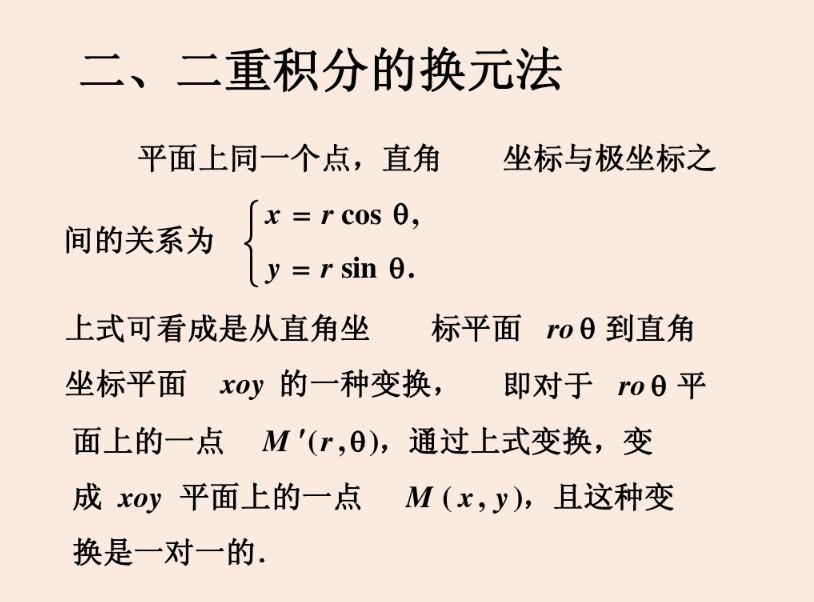 二、二重积分的换元法
平面上同一个点，直角 坐标与极坐标之
间的关系为 { x = r cos θ,
y = r sin θ.
上式可看成是从直角坐 标平面 roθ 到直角
坐标平面 xoy 的一种变换， 即对于 roθ 平
面上的一点 M′(r,θ)，通过上式变换，变
成 xoy 平面上的一点 M(x,y)，且这种变
换是一对一的.